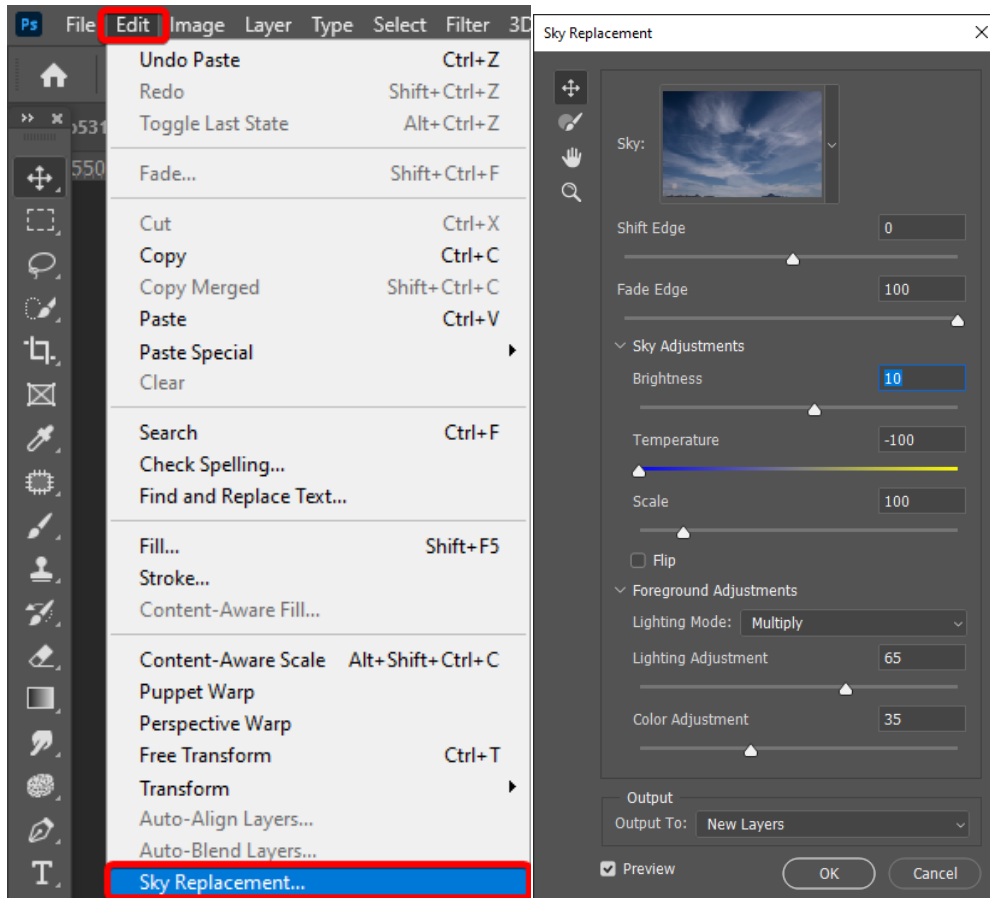 Ps File Edit Image Layer Type Select Filter 3D
Undo Paste Ctrl+Z
Redo Shift+Ctrl+Z
Toggle Last State Alt+Ctrl+Z
Fade... Shift+Ctrl+F
Cut Ctrl+X
Copy Ctrl+C
Copy Merged Shift+Ctrl+C
Paste Ctrl+V
Paste Special
Clear
Search Ctrl+F
Check Spelling...
Find and Replace Text...
Fill... Shift+F5
Stroke...
Content-Aware Fill...
Content-Aware Scale Alt+Shift+Ctrl+C
Puppet Warp
Perspective Warp
Free Transform Ctrl+T
Transform
Auto-Align Layers...
Auto-Blend Layers...
Sky Replacement...
550
Sky Replacement
Sky:
Shift Edge 0
Fade Edge 100
Sky Adjustments
Brightness 10
Temperature -100
Scale 100
Flip
Foreground Adjustments
Lighting Mode: Multiply
Lighting Adjustment 65
Color Adjustment 35
Output
Output To: New Layers
Preview OK Cancel